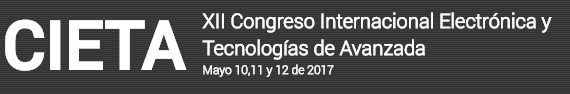 CIETA
XII Congreso Internacional Electrónica y
Tecnologías de Avanzada
Mayo 10,11 y 12 de 2017